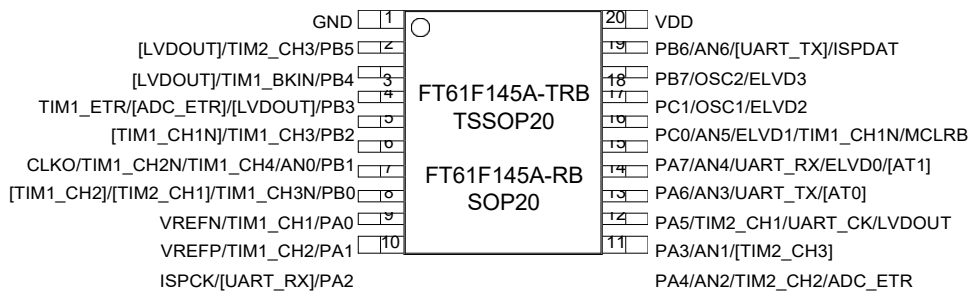 GND 1 20 VDD
[LVDOUT]/TIM2_CH3/PB5 2 19 PB6/AN6/[UART_TX]/ISPDAT
[LVDOUT]/TIM1_BKIN/PB4 3 18 PB7/OSC2/ELVD3
TIM1_ETR/[ADC_ETR]/[LVDOUT]/PB3 4 17 PC1/OSC1/ELVD2
[TIM1_CH1N]/TIM1_CH3/PB2 5 16 PC0/AN5/ELVD1/TIM1_CH1N/MCLRB
CLKO/TIM1_CH2N/TIM1_CH4/AN0/PB1 6 15 PA7/AN4/UART_RX/ELVD0/[AT1]
[TIM1_CH2]/[TIM2_CH1]/TIM1_CH3N/PB0 7 14 PA6/AN3/UART_TX/[AT0]
VREFN/TIM1_CH1/PA0 8 13 PA5/TIM2_CH1/UART_CK/LVDOUT
VREFP/TIM1_CH2/PA1 9 12 PA3/AN1/[TIM2_CH3]
ISPCK/[UART_RX]/PA2 10 11 PA4/AN2/TIM2_CH2/ADC_ETR
FT61F145A-TRB
TSSOP20
FT61F145A-RB
SOP20